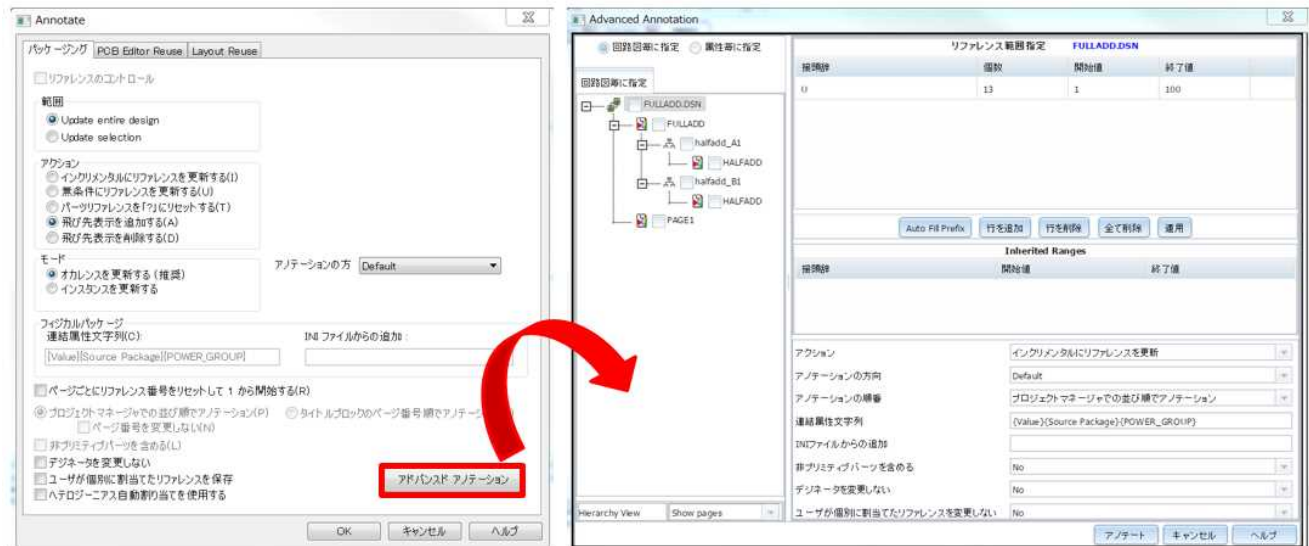 Annotate
パッケージング PCB Editor Reuse Layout Reuse
リファレンスのコントロール
範囲
Update entire design
Update selection
アクション
インクリメンタルにリファレンスを更新する(I)
無条件にリファレンスを更新する(U)
パーツリファレンスを「?」にリセットする(T)
飛び先表示を追加する(A)
飛び先表示を削除する(D)
モード
オカレンスを更新する (推奨)
インスタンスを更新する
アノテーションの方 Default
フィジカルパッケージ
連結属性文字列(C):
INI ファイルからの追加 :
{Value}{Source Package}{POWER_GROUP}
ページごとにリファレンス番号をリセットして 1 から開始する(R)
プロジェクトマネージャでの並び順でアノテーション(P) タイトルブロックのページ番号順でアノテーシ
ページ番号を変更しない(N)
非プリミティブパーツを含める(L)
デジネータを変更しない
ユーザが個別に割当てたリファレンスを保存
ヘテロジーニアス自動割り当てを使用する
アドバンスド アノテーション
OK キャンセル ヘルプ
Advanced Annotation
回路図毎に指定 属性毎に指定
回路図毎に指定
FULLADD.DSN
FULLADD
halfadd_A1
HALFADD
halfadd_B1
HALFADD
PAGE1
Hierarchy View Show pages
リファレンス範囲指定 FULLADD.DSN
接頭辞 個数 開始値 終了値
U 13 1 100
Auto Fill Prefix 行を追加 行を削除 全て削除 適用
Inherited Ranges
接頭辞 開始値 終了値
アクション インクリメンタルにリファレンスを更新
アノテーションの方向 Default
アノテーションの順番 プロジェクトマネージャでの並び順でアノテーション
連結属性文字列 {Value}{Source Package}{POWER_GROUP}
INIファイルからの追加
非プリミティブパーツを含める No
デジネータを変更しない No
ユーザが個別に割当てたリファレンスを変更しない No
アノテート キャンセル ヘルプ